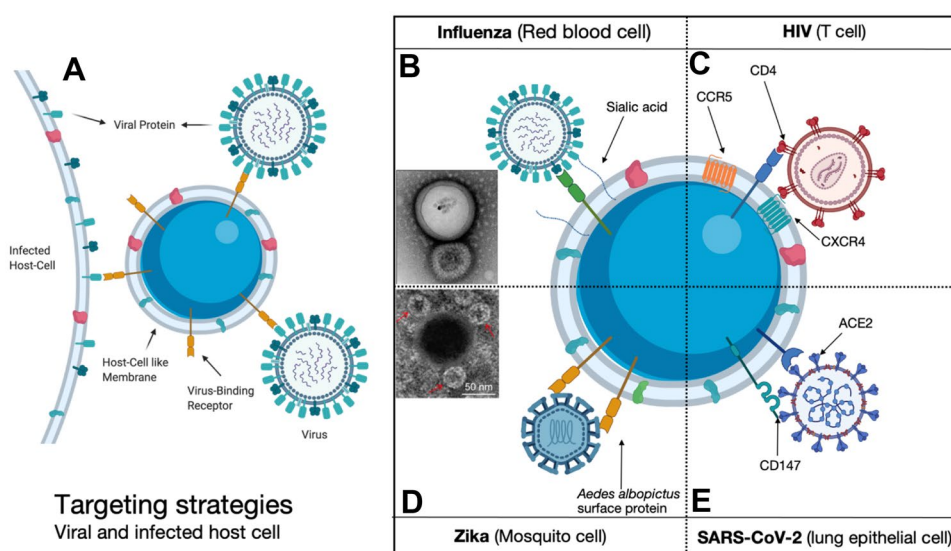 A
Viral Protein
Infected
Host-Cell
Host-Cell like
Membrane
Virus-Binding
Receptor
Virus
Targeting strategies
Viral and infected host cell
Influenza (Red blood cell)
HIV (T cell)
B
Sialic acid
C
CD4
CCR5
CXCR4
50 nm
ACE2
CD147
Aedes albopictus
surface protein
D
E
Zika (Mosquito cell)
SARS-CoV-2 (lung epithelial cell)